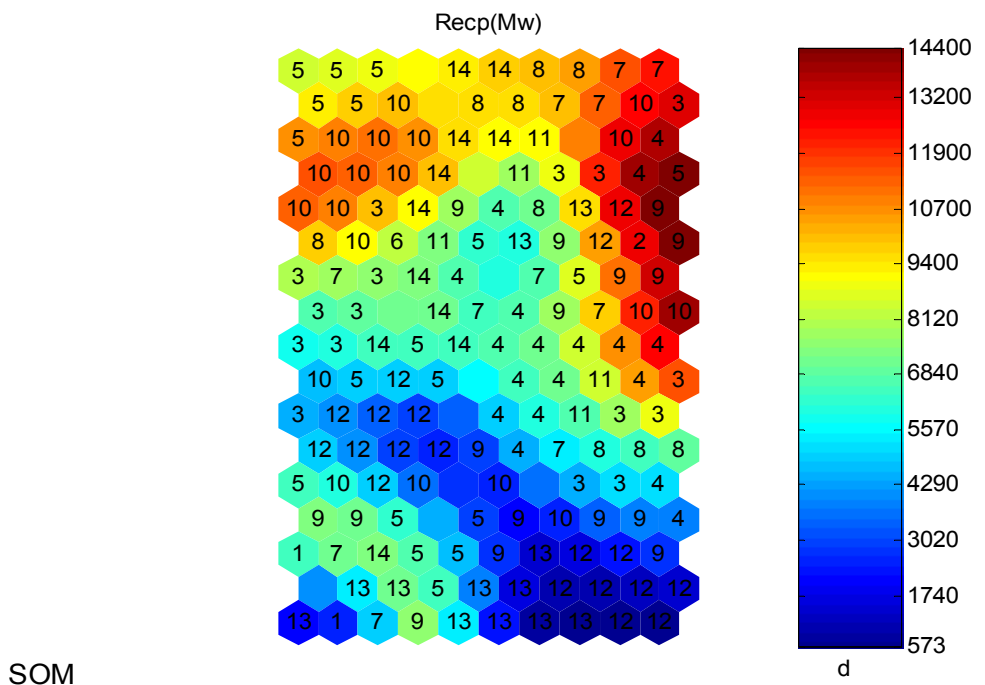 Recp(Mw)
5 5 5 14 14 8 8 7 7
5 5 10 8 8 7 7 10 3
5 10 10 10 14 14 11 10 4
10 10 10 14 11 3 3 4 5
10 10 3 14 9 4 8 13 12 9
8 10 6 11 5 13 9 12 2 9
3 7 3 14 4 7 5 9 9
3 3 14 7 4 9 7 10 10
3 3 14 5 14 4 4 4 4 4
10 5 12 5 4 4 11 4 3
3 12 12 12 4 4 11 3 3
12 12 12 12 9 4 7 8 8 8
5 10 12 10 10 3 3 4
9 9 5 5 9 10 9 9 4
1 7 14 5 5 9 13 12 12 9
13 13 5 13 13 12 12 12 12
13 1 7 9 13 13 13 13 12 12
14400
13200
11900
10700
9400
8120
6840
5570
4290
3020
1740
573
d
SOM